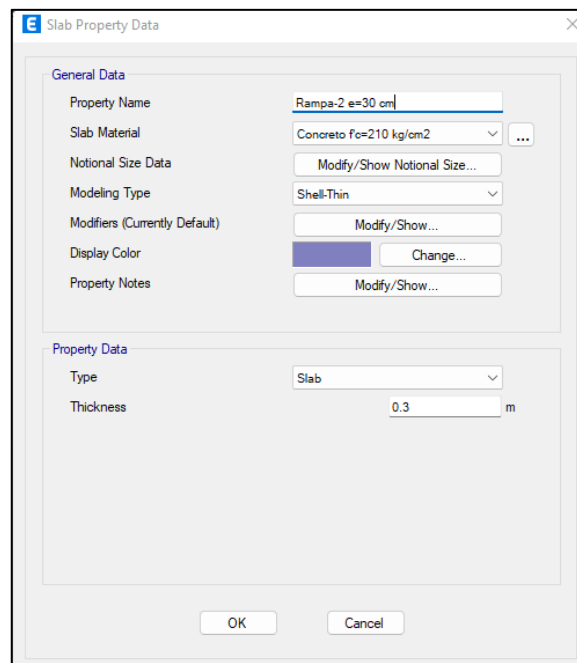 E Slab Property Data
General Data
Property Name Rampa-2 e=30 cm
Slab Material Concreto f'c=210 kg/cm2 ...
Notional Size Data Modify/Show Notional Size...
Modeling Type Shell-Thin
Modifiers (Currently Default) Modify/Show...
Display Color Change...
Property Notes Modify/Show...
Property Data
Type Slab
Thickness 0.3 m
OK Cancel